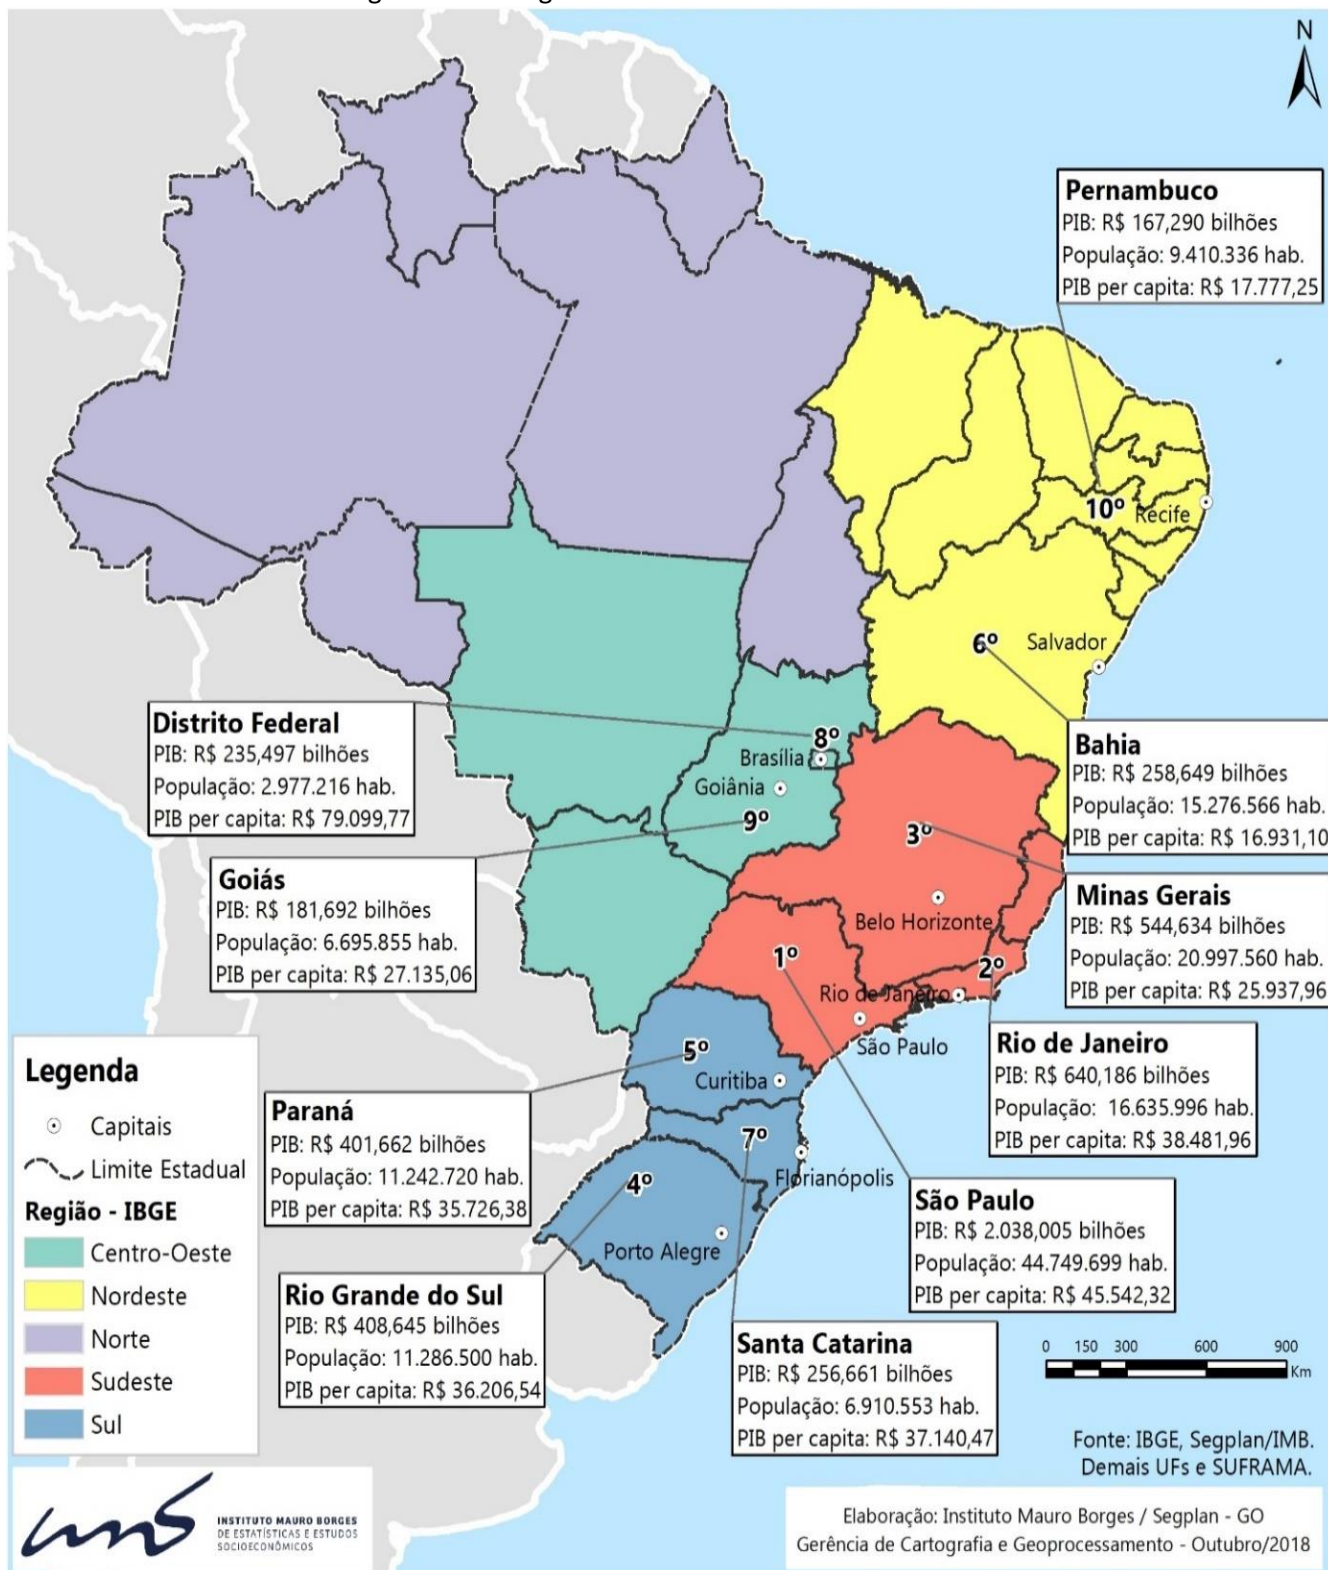 N
Pernambuco
PIB: R$ 167,290 bilhões
População: 9.410.336 hab.
PIB per capita: R$ 17.777,25
10º
Recife
6º
Salvador
Distrito Federal
PIB: R$ 235,497 bilhões
População: 2.977.216 hab.
PIB per capita: R$ 79.099,77
8º
Brasília
Goiânia
9º
Bahia
PIB: R$ 258,649 bilhões
População: 15.276.566 hab.
PIB per capita: R$ 16.931,10
3º
Goiás
PIB: R$ 181,692 bilhões
População: 6.695.855 hab.
PIB per capita: R$ 27.135,06
Minas Gerais
PIB: R$ 544,634 bilhões
População: 20.997.560 hab.
PIB per capita: R$ 25.937,96
Belo Horizonte
1º
2º
Rio de Janeiro
São Paulo
Rio de Janeiro
PIB: R$ 640,186 bilhões
População: 16.635.996 hab.
PIB per capita: R$ 38.481,96
5º
Curitiba
Paraná
PIB: R$ 401,662 bilhões
População: 11.242.720 hab.
PIB per capita: R$ 35.726,38
7º
Florianópolis
4º
Porto Alegre
São Paulo
PIB: R$ 2.038,005 bilhões
População: 44.749.699 hab.
PIB per capita: R$ 45.542,32
Rio Grande do Sul
PIB: R$ 408,645 bilhões
População: 11.286.500 hab.
PIB per capita: R$ 36.206,54
Santa Catarina
PIB: R$ 256,661 bilhões
População: 6.910.553 hab.
PIB per capita: R$ 37.140,47
Legenda
Capitais
Limite Estadual
Região - IBGE
Centro-Oeste
Nordeste
Norte
Sudeste
Sul
0 150 300 600 900
Km
Fonte: IBGE, Segplan/IMB.
Demais UFs e SUFRAMA.
INSTITUTO MAURO BORGES
DE ESTATÍSTICAS E ESTUDOS
SOCIOECONÔMICOS
Elaboração: Instituto Mauro Borges / Segplan - GO
Gerência de Cartografia e Geoprocessamento - Outubro/2018